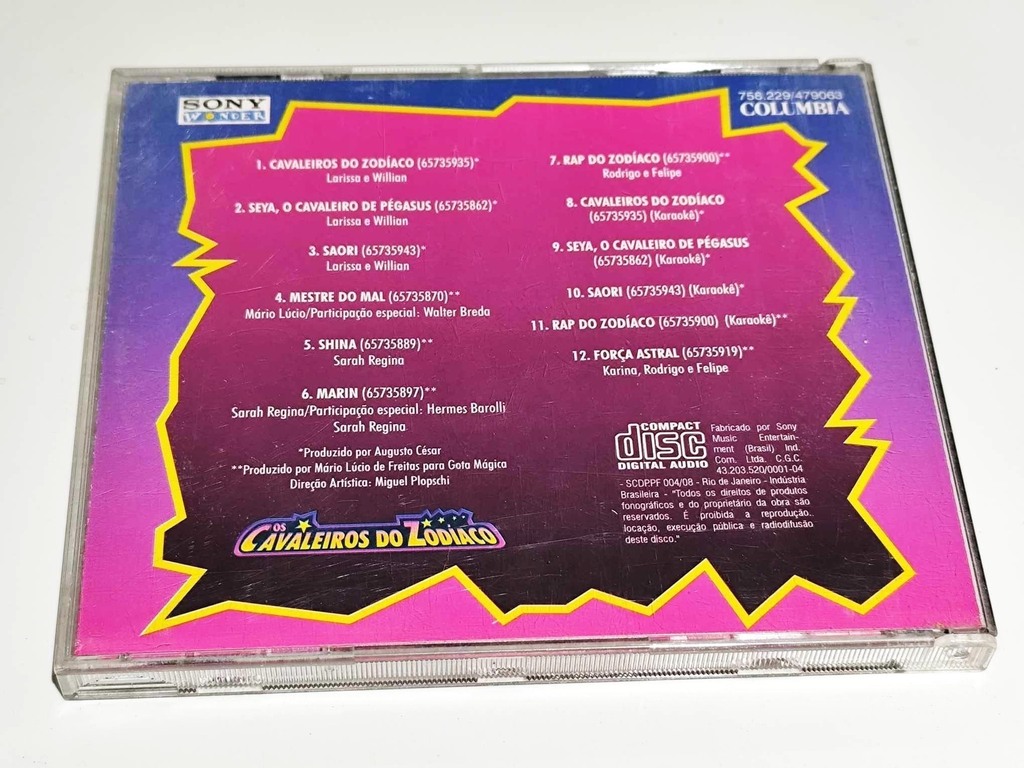 SONY
WONDER
758.229/479063
COLUMBIA
1. CAVALEIROS DO ZODÍACO (65735935)*
Larissa e Willian
2. SEYA, O CAVALEIRO DE PÉGASUS (65735862)*
Larissa e Willian
3. SAORI (65735943)*
Larissa e Willian
4. MESTRE DO MAL (65735870)**
Mário Lúcio/Participação especial: Walter Breda
5. SHINA (65735889)**
Sarah Regina
6. MARIN (65735897)**
Sarah Regina/Participação especial: Hermes Barolli
Sarah Regina
*Produzido por Augusto César
**Produzido por Mário Lúcio de Freitas para Gota Mágica
Direção Artística: Miguel Plopschi
OS
CAVALEIROS DO ZODÍACO
7. RAP DO ZODÍACO (65735900)**
Rodrigo e Felipe
8. CAVALEIROS DO ZODÍACO
(65735935) (Karaokê)*
9. SEYA, O CAVALEIRO DE PÉGASUS
(65735862) (Karaokê)*
10. SAORI (65735943) (Karaokê)*
11. RAP DO ZODÍACO (65735900) (Karaokê)**
12. FORÇA ASTRAL (65735919)**
Karina, Rodrigo e Felipe
COMPACT
disc
DIGITAL AUDIO
Fabricado por Sony
Music Entertain-
ment (Brasil) Ind.
Com. Ltda. C.G.C.
43.203.520/0001-04
- SCDP.PF 004/08 - Rio de Janeiro - Indústria
Brasileira - "Todos os direitos de produtos
fonográficos e do proprietário da obra são
reservados. É proibida a reprodução,
locação, execução pública e radiodifusão
deste disco."